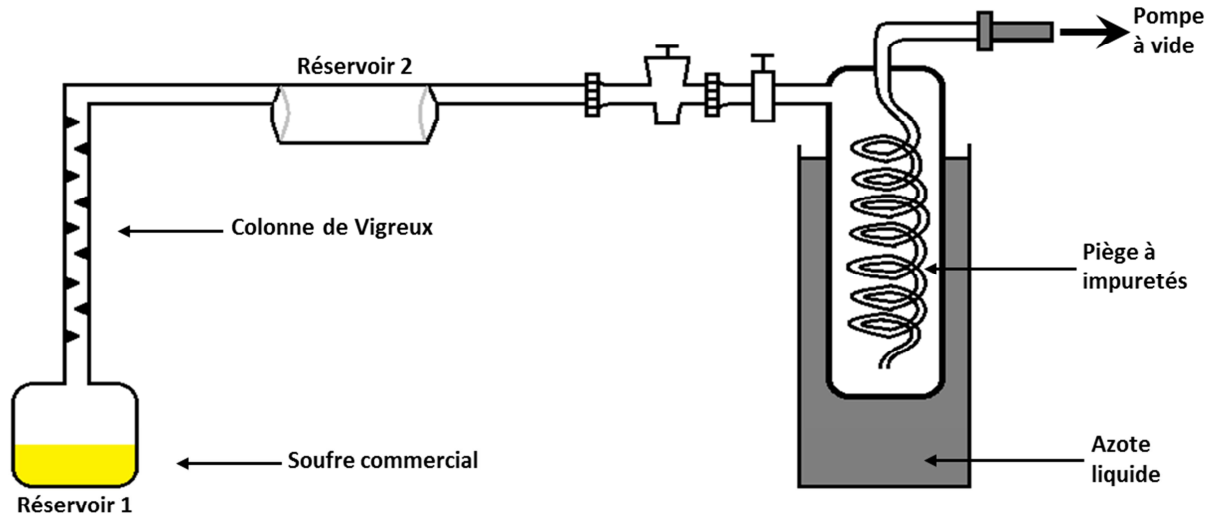 Pompe
à vide
Réservoir 2
Colonne de Vigreux
Piège à
impuretés
Soufre commercial
Azote
liquide
Réservoir 1